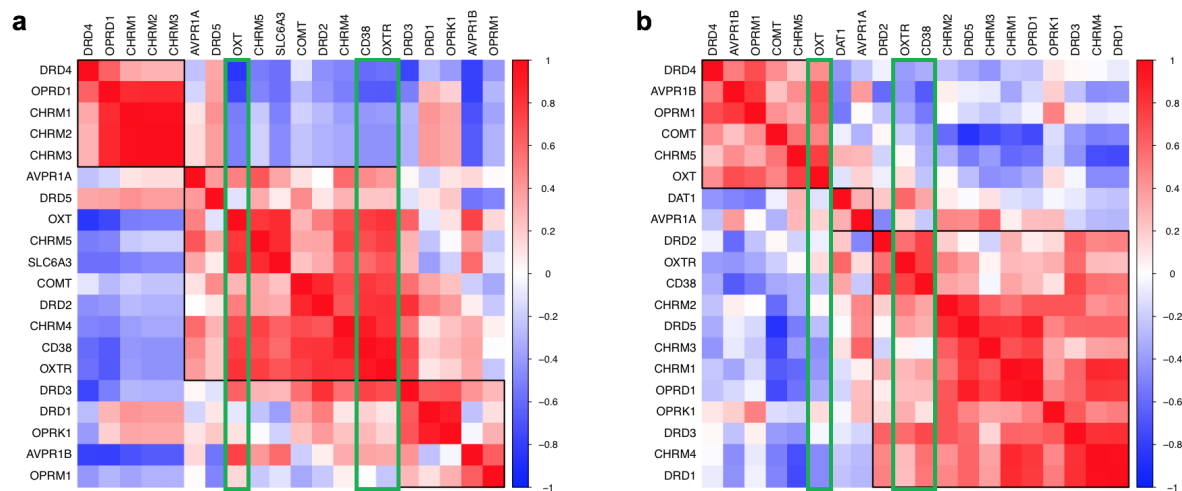 a
DRD4 OPRD1 CHRM1 CHRM2 CHRM3 AVPR1A DRD5 OXT CHRM5 SLC6A3 COMT DRD2 CHRM4 CD38 OXTR DRD3 DRD1 OPRK1 AVPR1B OPRM1
DRD4
OPRD1
CHRM1
CHRM2
CHRM3
AVPR1A
DRD5
OXT
CHRM5
SLC6A3
COMT
DRD2
CHRM4
CD38
OXTR
DRD3
DRD1
OPRK1
AVPR1B
OPRM1
1
0.8
0.6
0.4
0.2
0
−0.2
−0.4
−0.6
−0.8
−1
b
DRD4 AVPR1B OPRM1 COMT CHRM5 OXT DAT1 AVPR1A DRD2 OXTR CD38 CHRM2 DRD5 CHRM3 CHRM1 OPRD1 OPRK1 DRD3 CHRM4 DRD1
DRD4
AVPR1B
OPRM1
COMT
CHRM5
OXT
DAT1
AVPR1A
DRD2
OXTR
CD38
CHRM2
DRD5
CHRM3
CHRM1
OPRD1
OPRK1
DRD3
CHRM4
DRD1
1
0.8
0.6
0.4
0.2
0
−0.2
−0.4
−0.6
−0.8
−1